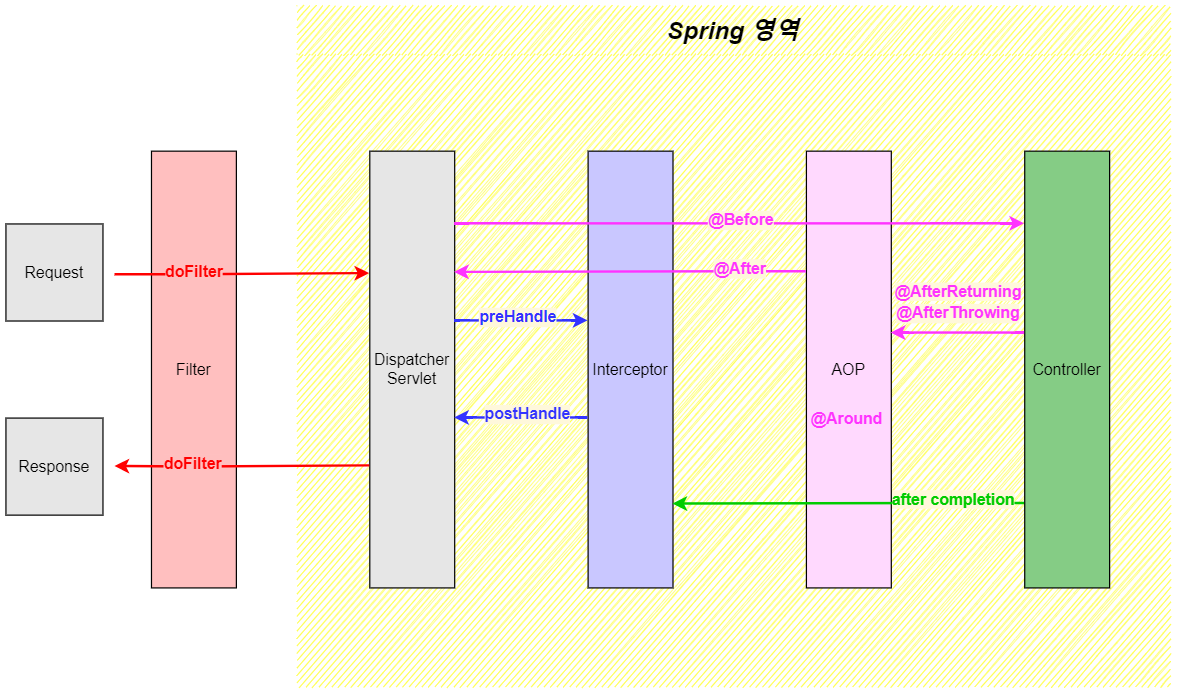 Spring 영역
Request
doFilter
Response
doFilter
Filter
Dispatcher
Servlet
@Before
@After
preHandle
postHandle
Interceptor
AOP
@Around
@AfterReturning
@AfterThrowing
after completion
Controller